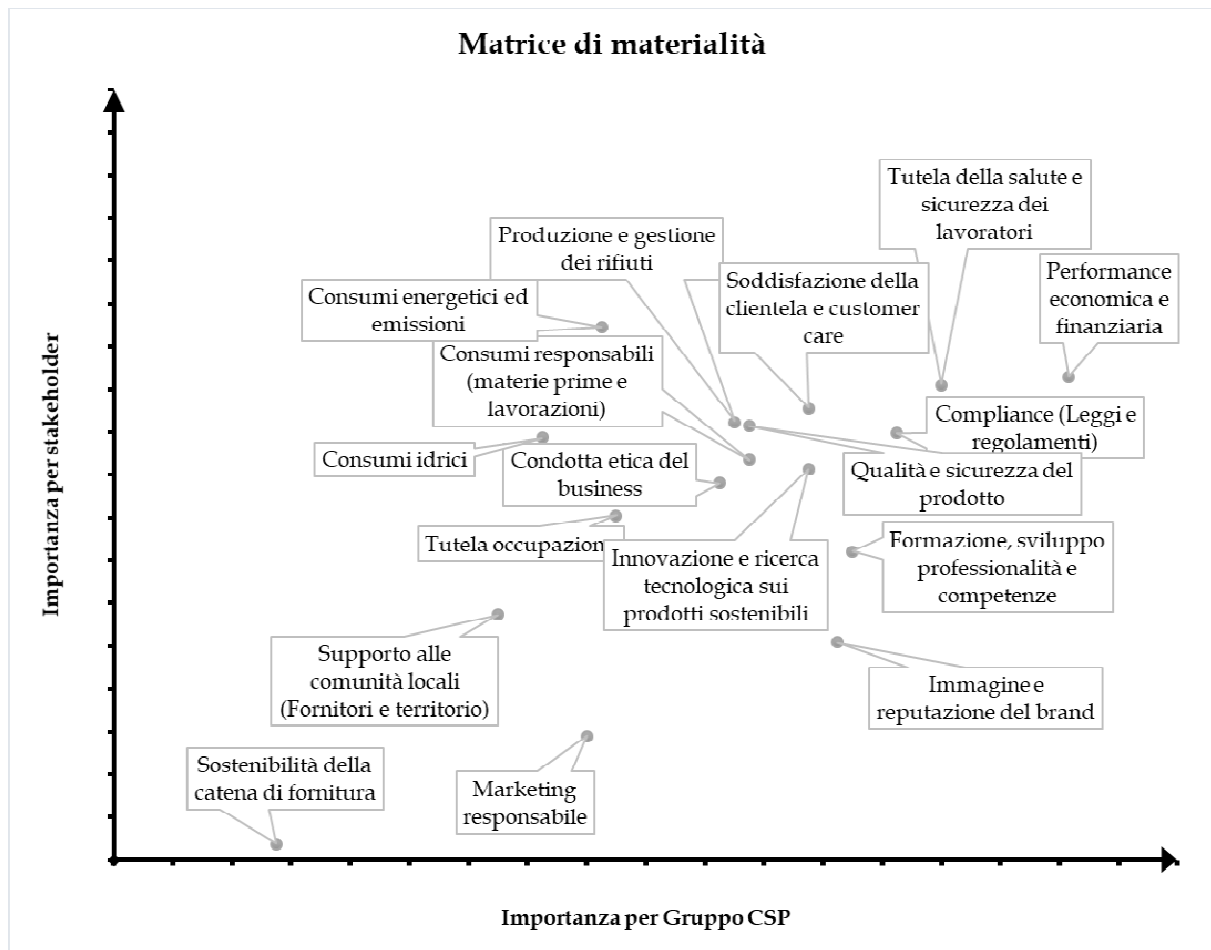 Matrice di materialità
Tutela della salute e
sicurezza dei
lavoratori
Produzione e gestione
dei rifiuti
Soddisfazione della
clientela e customer
care
Performance
economica e
finanziaria
Consumi energetici ed
emissioni
Consumi responsabili
(materie prime e
lavorazioni)
Compliance (Leggi e
regolamenti)
Consumi idrici
Condotta etica del
business
Qualità e sicurezza del
prodotto
Tutela occupazion
Innovazione e ricerca
tecnologica sui
prodotti sostenibili
Formazione, sviluppo
professionalità e
competenze
Supporto alle
comunità locali
(Fornitori e territorio)
Immagine e
reputazione del brand
Sostenibilità della
catena di fornitura
Marketing
responsabile
Importanza per stakeholder
Importanza per Gruppo CSP